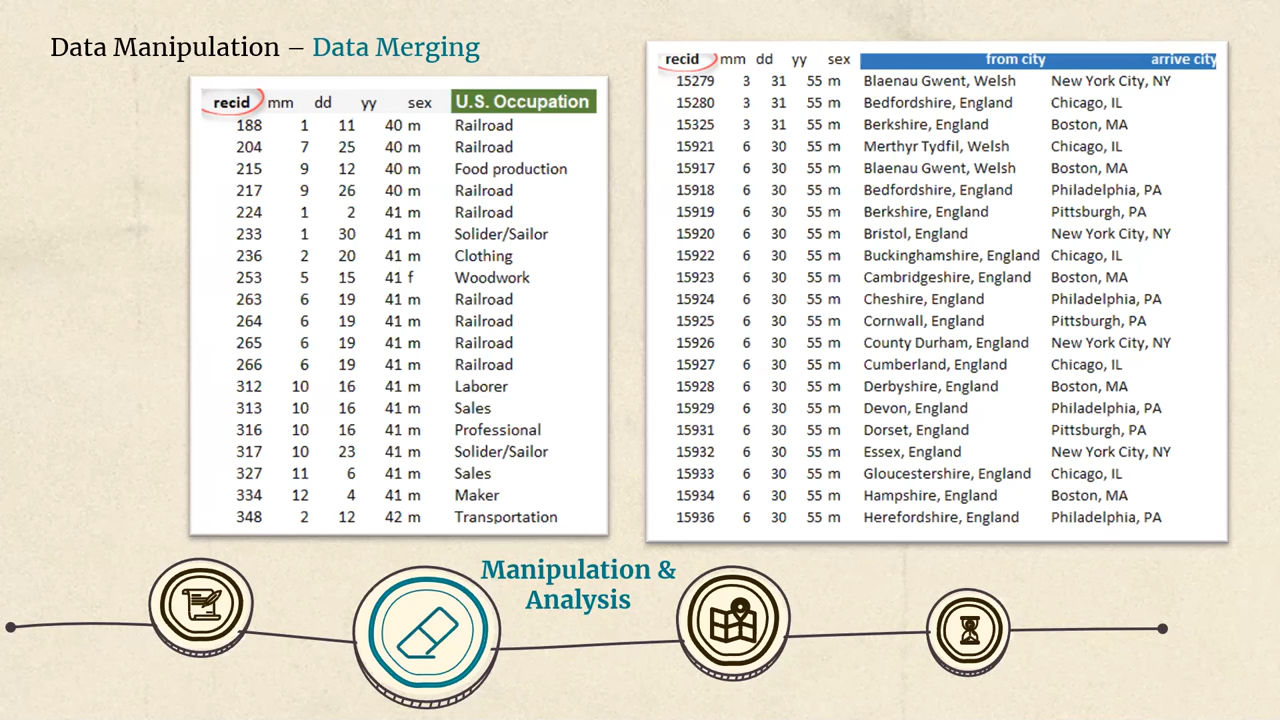 Data Manipulation – Data Merging
recid mm dd yy sex U.S. Occupation
188 1 11 40 m Railroad
204 7 25 40 m Railroad
215 9 12 40 m Food production
217 9 26 40 m Railroad
224 1 2 41 m Railroad
233 1 30 41 m Solider/Sailor
236 2 20 41 m Clothing
253 5 15 41 f Woodwork
263 6 19 41 m Railroad
264 6 19 41 m Railroad
265 6 19 41 m Railroad
266 6 19 41 m Railroad
312 10 16 41 m Laborer
313 10 16 41 m Sales
316 10 16 41 m Professional
317 10 23 41 m Solider/Sailor
327 11 6 41 m Sales
334 12 4 41 m Maker
348 2 12 42 m Transportation
recid mm dd yy sex from city arrive city
15279 3 31 55 m Blaenau Gwent, Welsh New York City, NY
15280 3 31 55 m Bedfordshire, England Chicago, IL
15325 3 31 55 m Berkshire, England Boston, MA
15921 6 30 55 m Merthyr Tydfil, Welsh Chicago, IL
15917 6 30 55 m Blaenau Gwent, Welsh Boston, MA
15918 6 30 55 m Bedfordshire, England Philadelphia, PA
15919 6 30 55 m Berkshire, England Pittsburgh, PA
15920 6 30 55 m Bristol, England New York City, NY
15922 6 30 55 m Buckinghamshire, England Chicago, IL
15923 6 30 55 m Cambridgeshire, England Boston, MA
15924 6 30 55 m Cheshire, England Philadelphia, PA
15925 6 30 55 m Cornwall, England Pittsburgh, PA
15926 6 30 55 m County Durham, England New York City, NY
15927 6 30 55 m Cumberland, England Chicago, IL
15928 6 30 55 m Derbyshire, England Boston, MA
15929 6 30 55 m Devon, England Philadelphia, PA
15931 6 30 55 m Dorset, England Pittsburgh, PA
15932 6 30 55 m Essex, England New York City, NY
15933 6 30 55 m Gloucestershire, England Chicago, IL
15934 6 30 55 m Hampshire, England Boston, MA
15936 6 30 55 m Herefordshire, England Philadelphia, PA
Manipulation &
Analysis